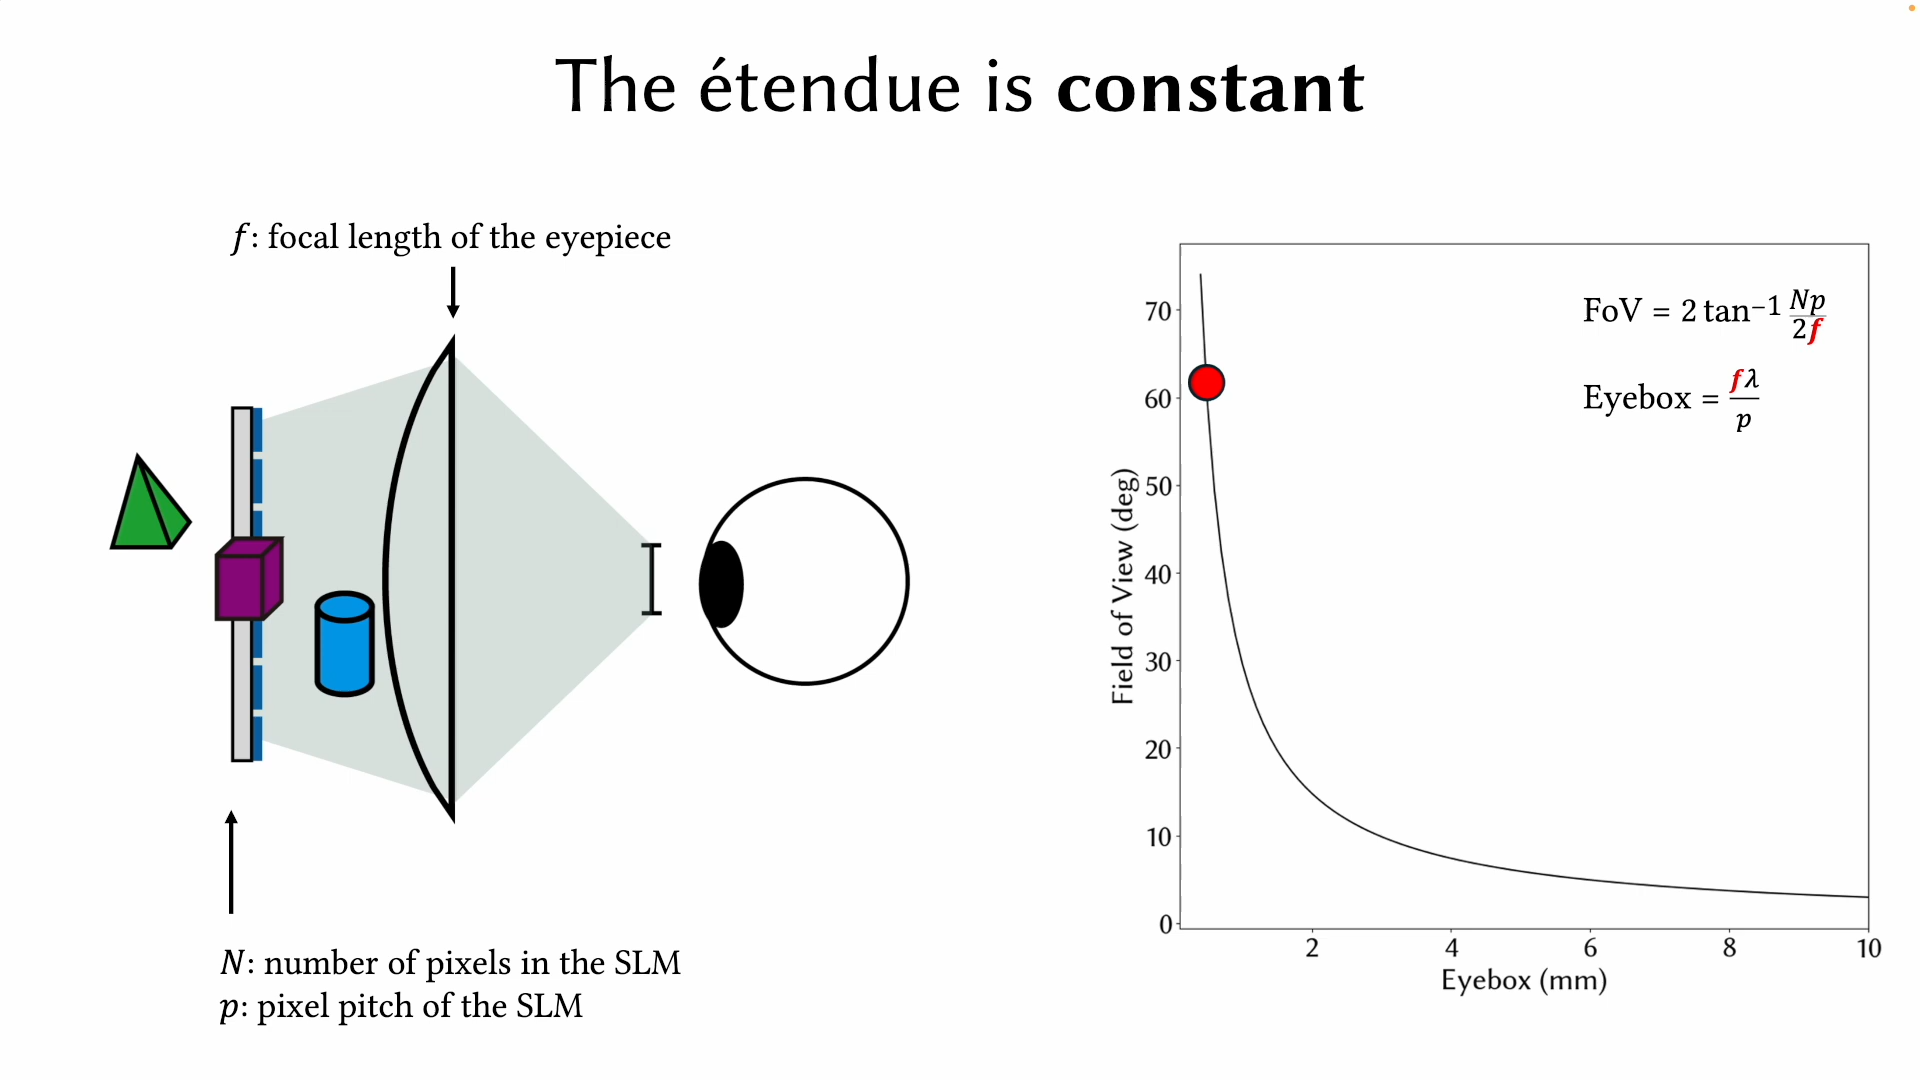 The étendue is constant
f: focal length of the eyepiece
N: number of pixels in the SLM
p: pixel pitch of the SLM
FoV = 2 tan⁻¹ Np/2f
Eyebox = fλ/p
Field of View (deg)
70
60
50
40
30
20
10
0
2 4 6 8 10
Eyebox (mm)